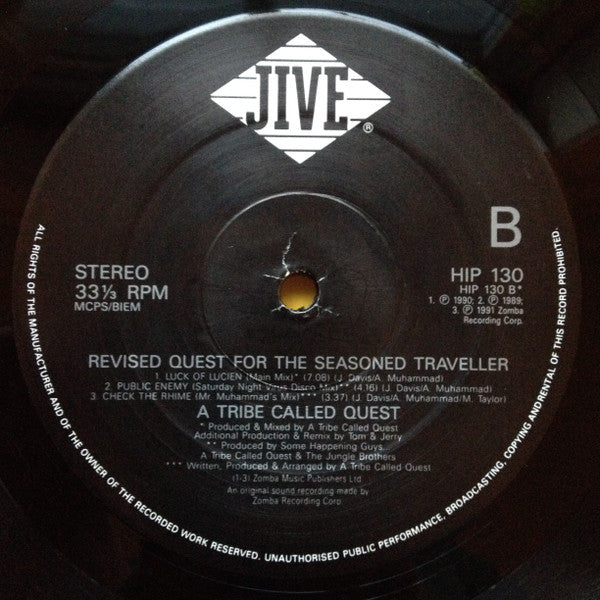 JIVE
®
B
STEREO
33⅓ RPM
MCPS/BIEM
HIP 130
HIP 130 B*
1. ℗ 1990: 2. ℗ 1989:
3. ℗ 1991 Zomba
Recording Corp.
REVISED QUEST FOR THE SEASONED TRAVELLER
1. LUCK OF LUCIEN (Main Mix)* (7.08) (J. Davis/A. Muhammad)
2. PUBLIC ENEMY (Saturday Night Virus Disco Mix)** (4.16) (J. Davis/A. Muhammad)
3. CHECK THE RHIME (Mr. Muhammad's Mix)*** (3.37) (J. Davis/A. Muhammad/M. Taylor)
A TRIBE CALLED QUEST
* Produced & Mixed by A Tribe Called Quest
Additional Production & Remix by Tom & Jerry
** Produced by Some Happening Guys
A Tribe Called Quest & The Jungle Brothers
*** Written, Produced & Arranged by A Tribe Called Quest
(1-3) Zomba Music Publishers Ltd
An original sound recording made by
Zomba Recording Corp
ALL RIGHTS OF THE MANUFACTURER AND OF THE OWNER OF THE RECORDED WORK RESERVED. UNAUTHORISED PUBLIC PERFORMANCE, BROADCASTING, COPYING AND RENTAL OF THIS RECORD PROHIBITED.